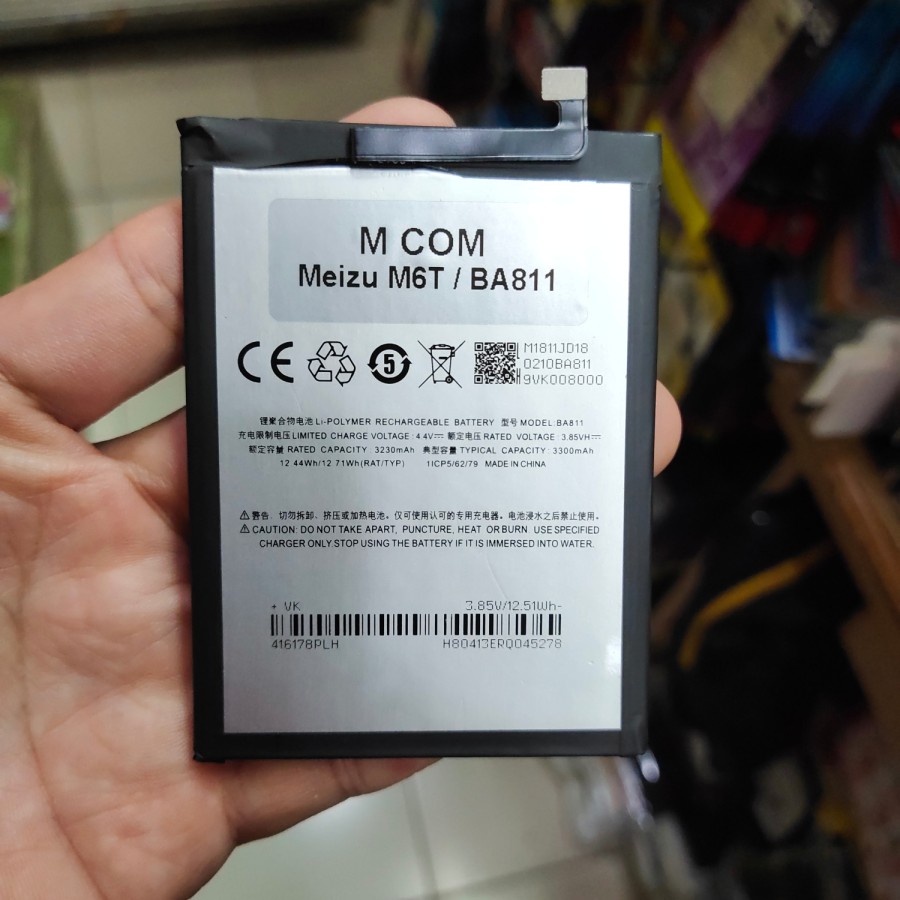 M COM
Meizu M6T / BA811
CE
5
M1811JD18
0210BA811
9VK008000
锂聚合物电池 Li-POLYMER RECHARGEABLE BATTERY 型号 MODEL:BA811
充电限制电压 LIMITED CHARGE VOLTAGE : 4.4V⎓ 额定电压 RATED VOLTAGE : 3.85VH⎓
额定容量 RATED CAPACITY : 3230mAh 典型容量 TYPICAL CAPACITY : 3300mAh
12.44Wh/12.71Wh(RAT/TYP) 1ICP5/62/79 MADE IN CHINA
⚠警告: 切勿拆卸、挤压或加热电池。仅可使用认可的专用充电器。电池浸水之后禁止使用。
⚠CAUTION: DO NOT TAKE APART, PUNCTURE, HEAT OR BURN. USE SPECIFIED
CHARGER ONLY.STOP USING THE BATTERY IF IT IS IMMERSED INTO WATER.
+ VK 3.85V/12.51Wh-
416178PLH H80413ERQ045278